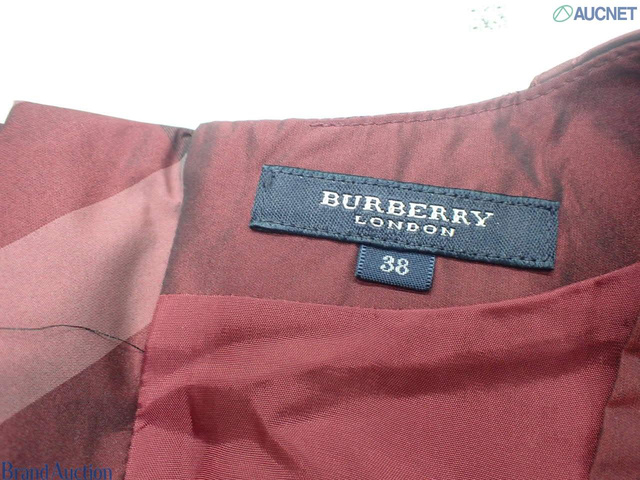 AUCNET
BURBERRY
LONDON
38
Brand Auction